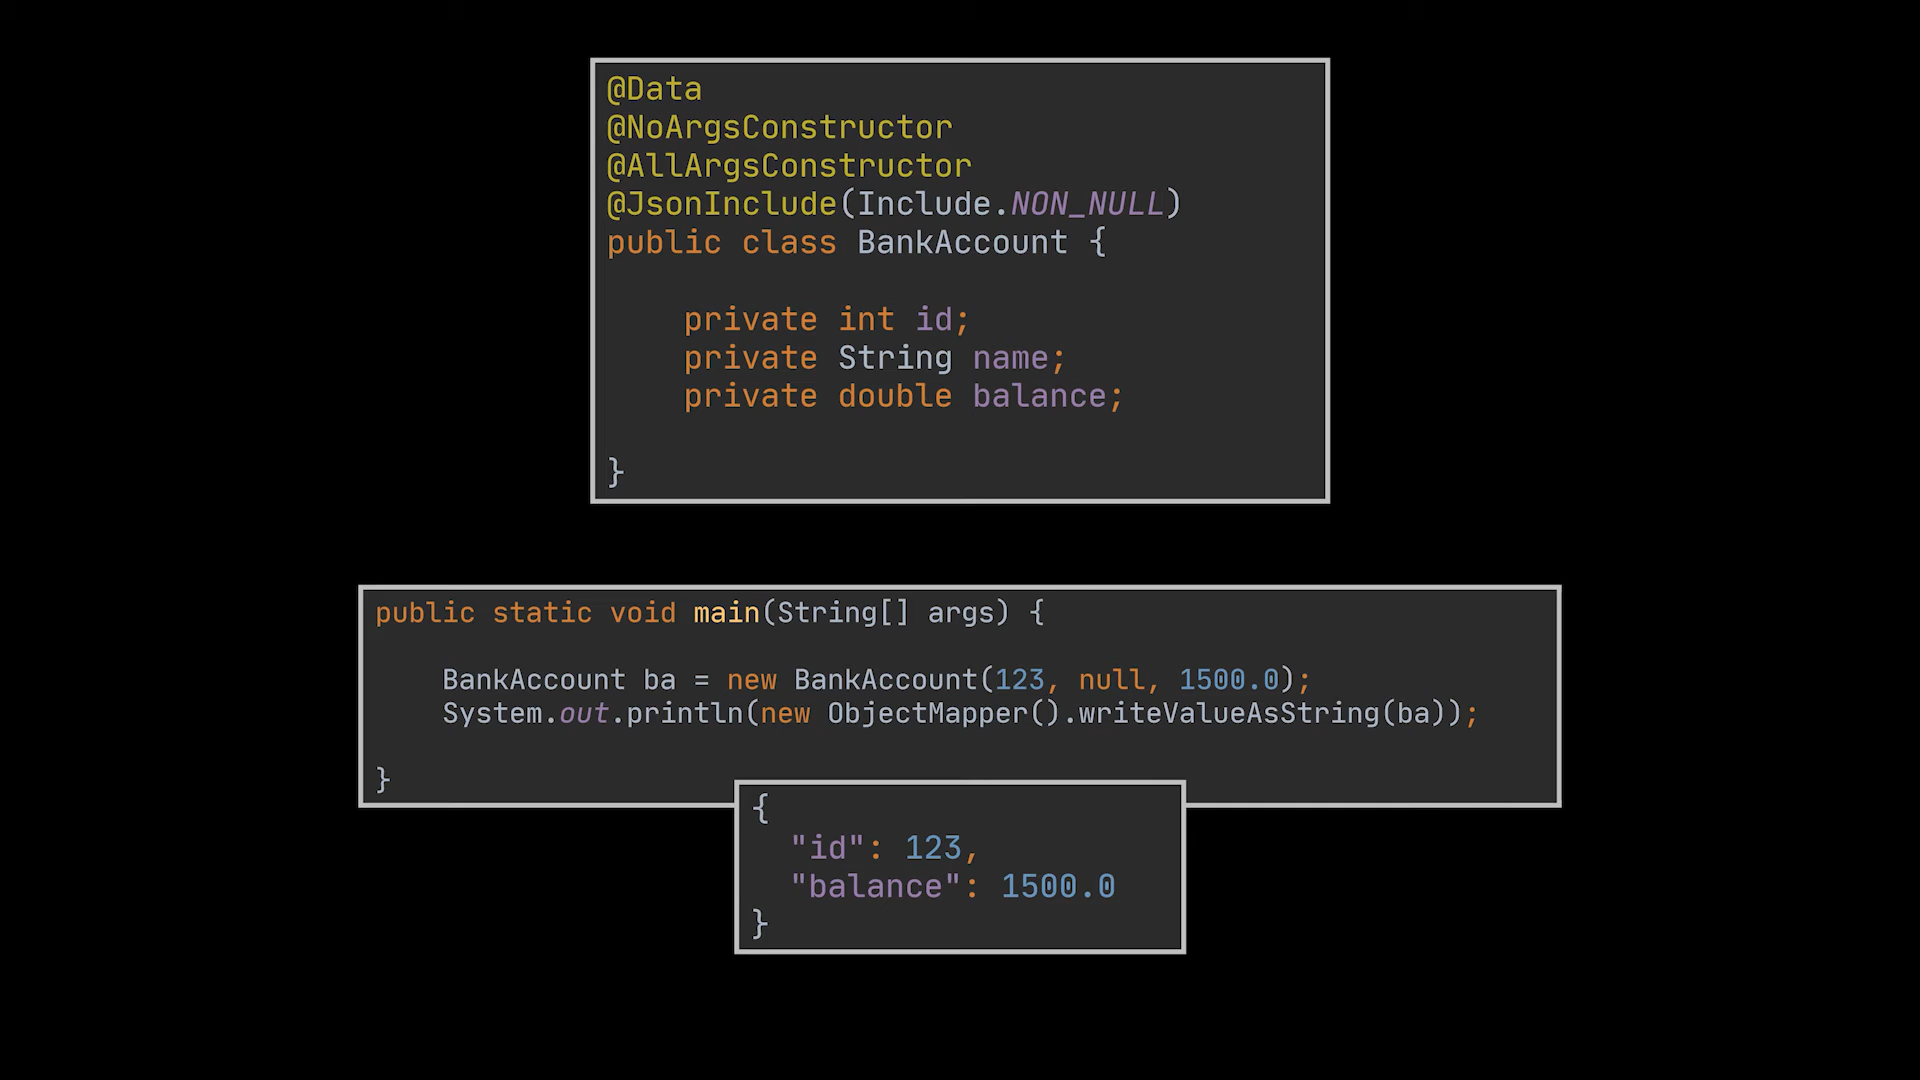 @Data
@NoArgsConstructor
@AllArgsConstructor
@JsonInclude(Include.NON_NULL)
public class BankAccount {
private int id;
private String name;
private double balance;
}
public static void main(String[] args) {
BankAccount ba = new BankAccount(123, null, 1500.0);
System.out.println(new ObjectMapper().writeValueAsString(ba));
}
{
"id": 123,
"balance": 1500.0
}